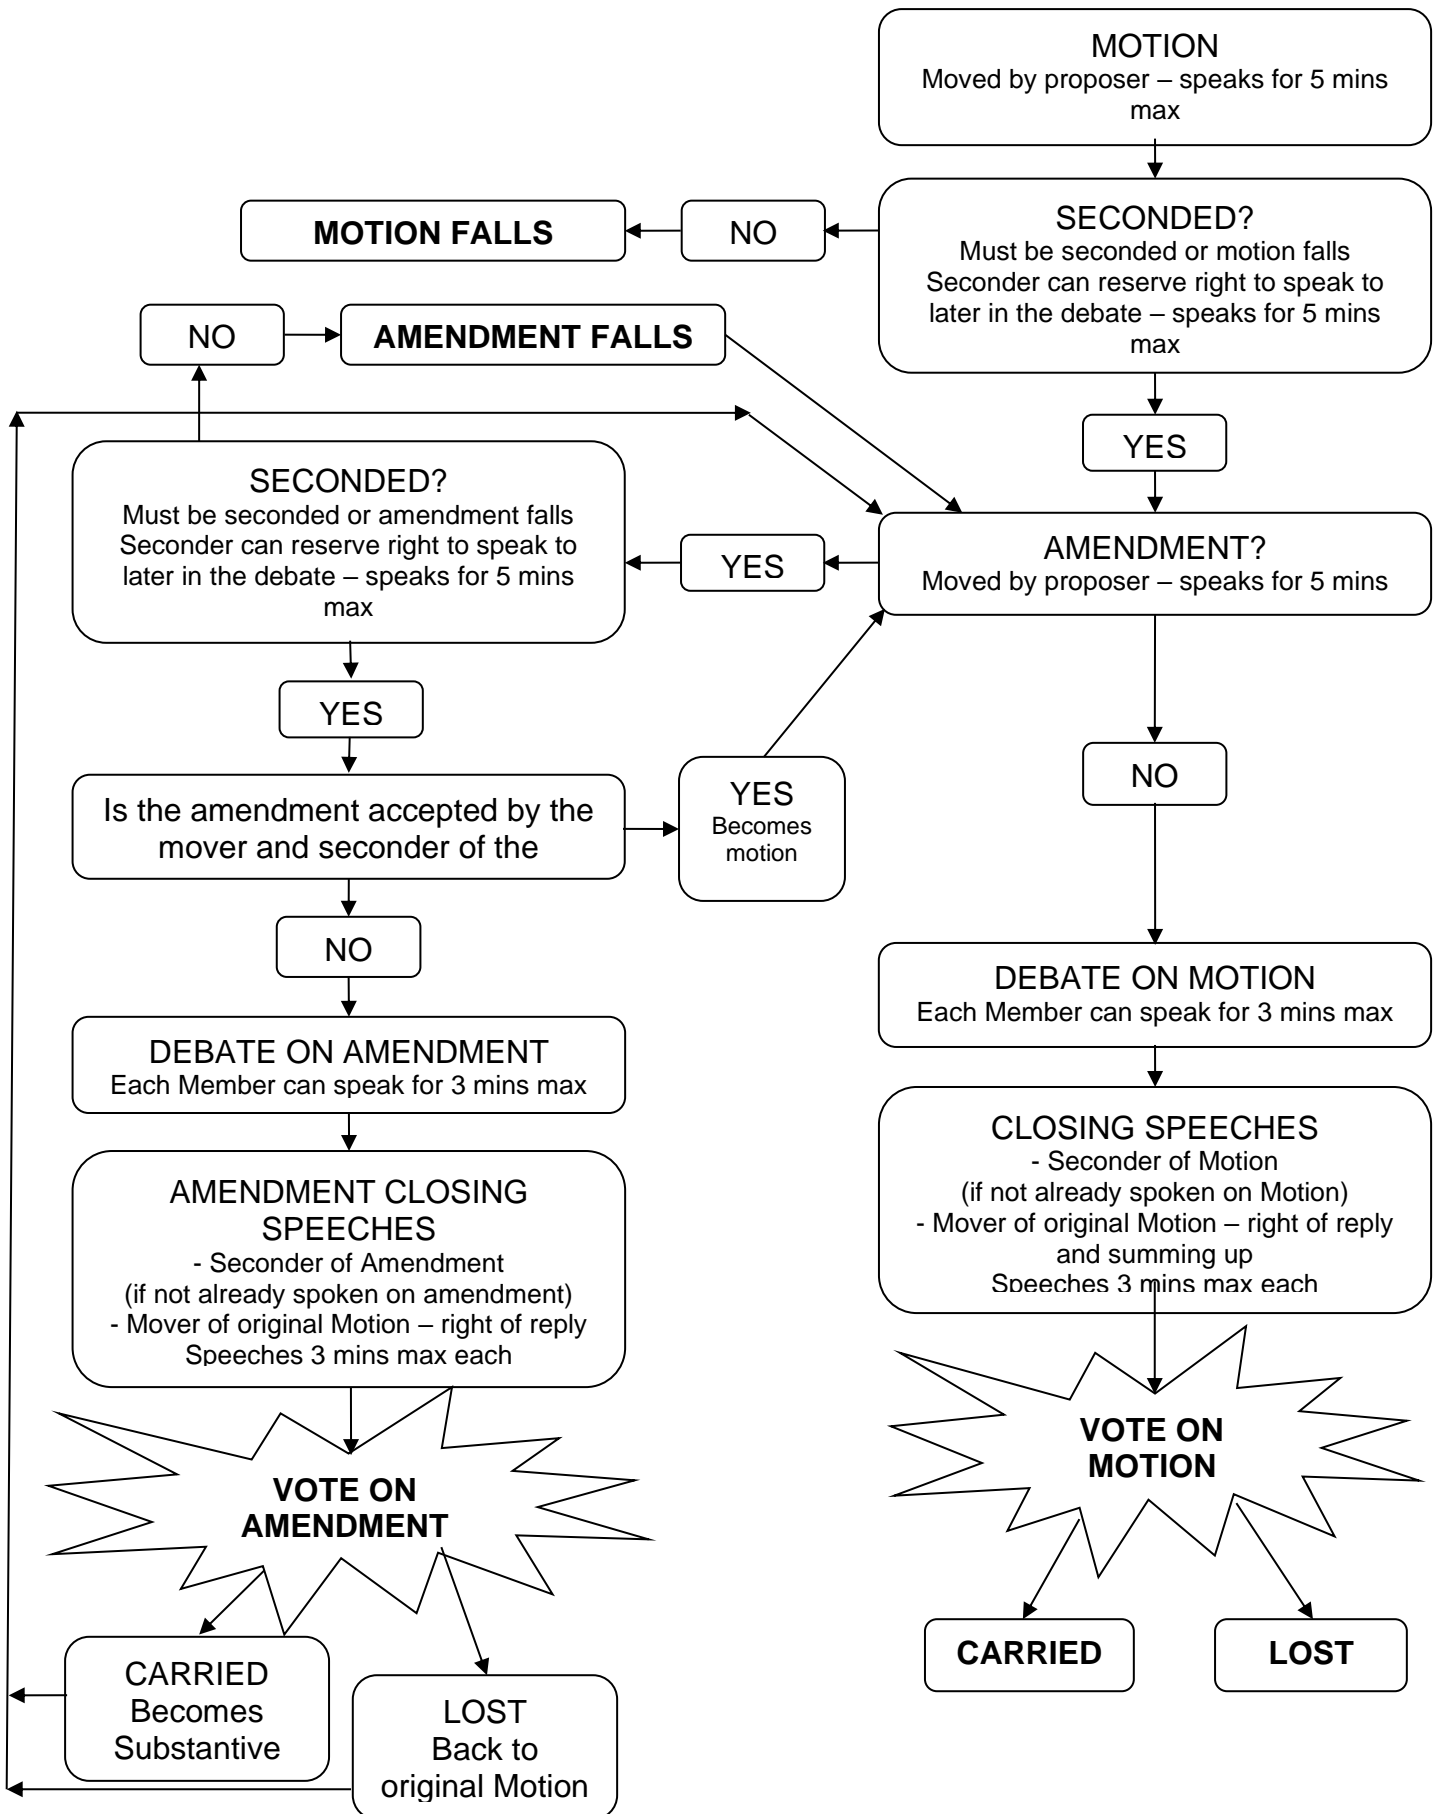 MOTION
Moved by proposer – speaks for 5 mins
max
SECONDED?
Must be seconded or motion falls
Seconder can reserve right to speak to
later in the debate – speaks for 5 mins
max
NO
MOTION FALLS
NO
AMENDMENT FALLS
YES
AMENDMENT?
Moved by proposer – speaks for 5 mins
YES
SECONDED?
Must be seconded or amendment falls
Seconder can reserve right to speak to
later in the debate – speaks for 5 mins
max
YES
Is the amendment accepted by the
mover and seconder of the
YES
Becomes
motion
NO
NO
DEBATE ON AMENDMENT
Each Member can speak for 3 mins max
AMENDMENT CLOSING
SPEECHES
- Seconder of Amendment
(if not already spoken on amendment)
- Mover of original Motion – right of reply
Speeches 3 mins max each
VOTE ON
AMENDMENT
CARRIED
Becomes
Substantive
LOST
Back to
original Motion
DEBATE ON MOTION
Each Member can speak for 3 mins max
CLOSING SPEECHES
- Seconder of Motion
(if not already spoken on Motion)
- Mover of original Motion – right of reply
and summing up
Speeches 3 mins max each
VOTE ON
MOTION
CARRIED
LOST